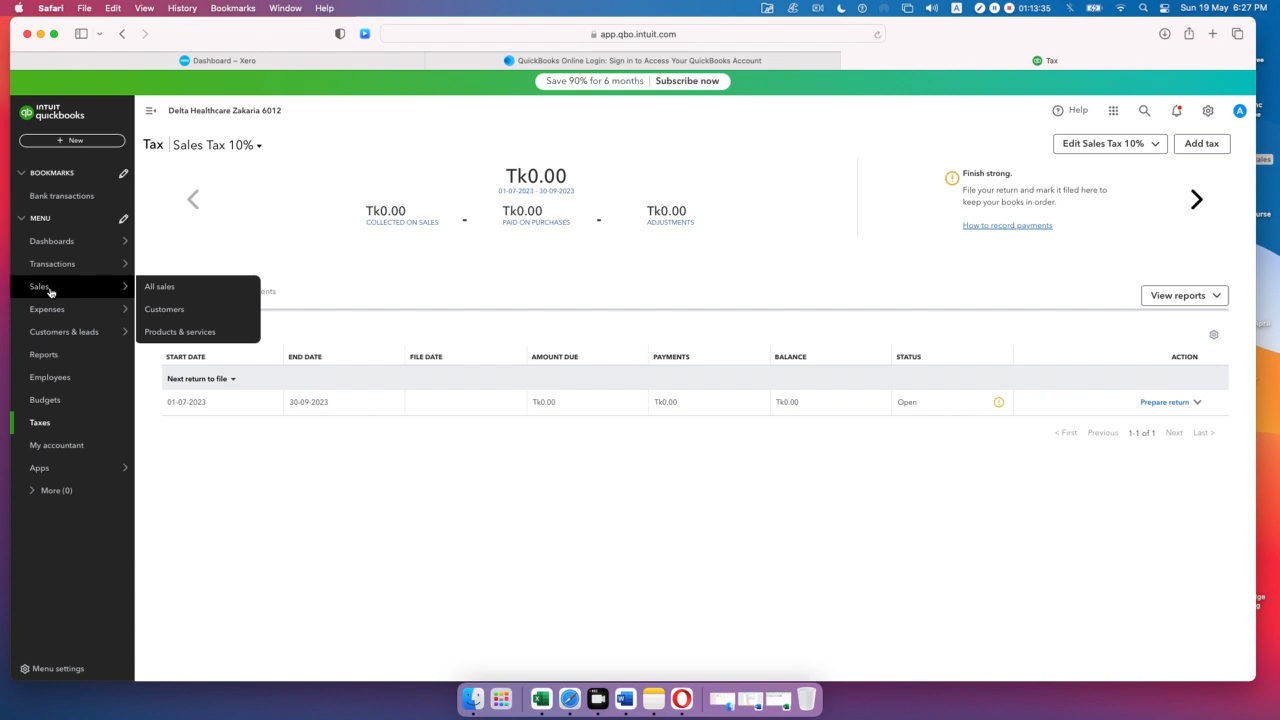 Safari File Edit View History Bookmarks Window Help
01:13:35
A
Sun 19 May 6:27 PM
app.qbo.intuit.com
Dashboard – Xero
QuickBooks Online Login: Sign in to Access Your QuickBooks Account
Tax
Save 90% for 6 months | Subscribe now
INTUIT
quickbooks
+ New
Delta Healthcare Zakaria 6012
Help
A
Tax | Sales Tax 10%
Edit Sales Tax 10%
Add tax
BOOKMARKS
Bank transactions
MENU
Dashboards
Transactions
Sales
Expenses
Customers & leads
Reports
Employees
Budgets
Taxes
My accountant
Apps
More (0)
Menu settings
All sales
Customers
Products & services
Tk0.00
01-07-2023 - 30-09-2023
Tk0.00
COLLECTED ON SALES
-
Tk0.00
PAID ON PURCHASES
-
Tk0.00
ADJUSTMENTS
Finish strong.
File your return and mark it filed here to
keep your books in order.
How to record payments
View reports
START DATE END DATE FILE DATE AMOUNT DUE PAYMENTS BALANCE STATUS ACTION
Next return to file
01-07-2023 30-09-2023 Tk0.00 Tk0.00 Tk0.00 Open Prepare return
< First Previous 1-1 of 1 Next Last >